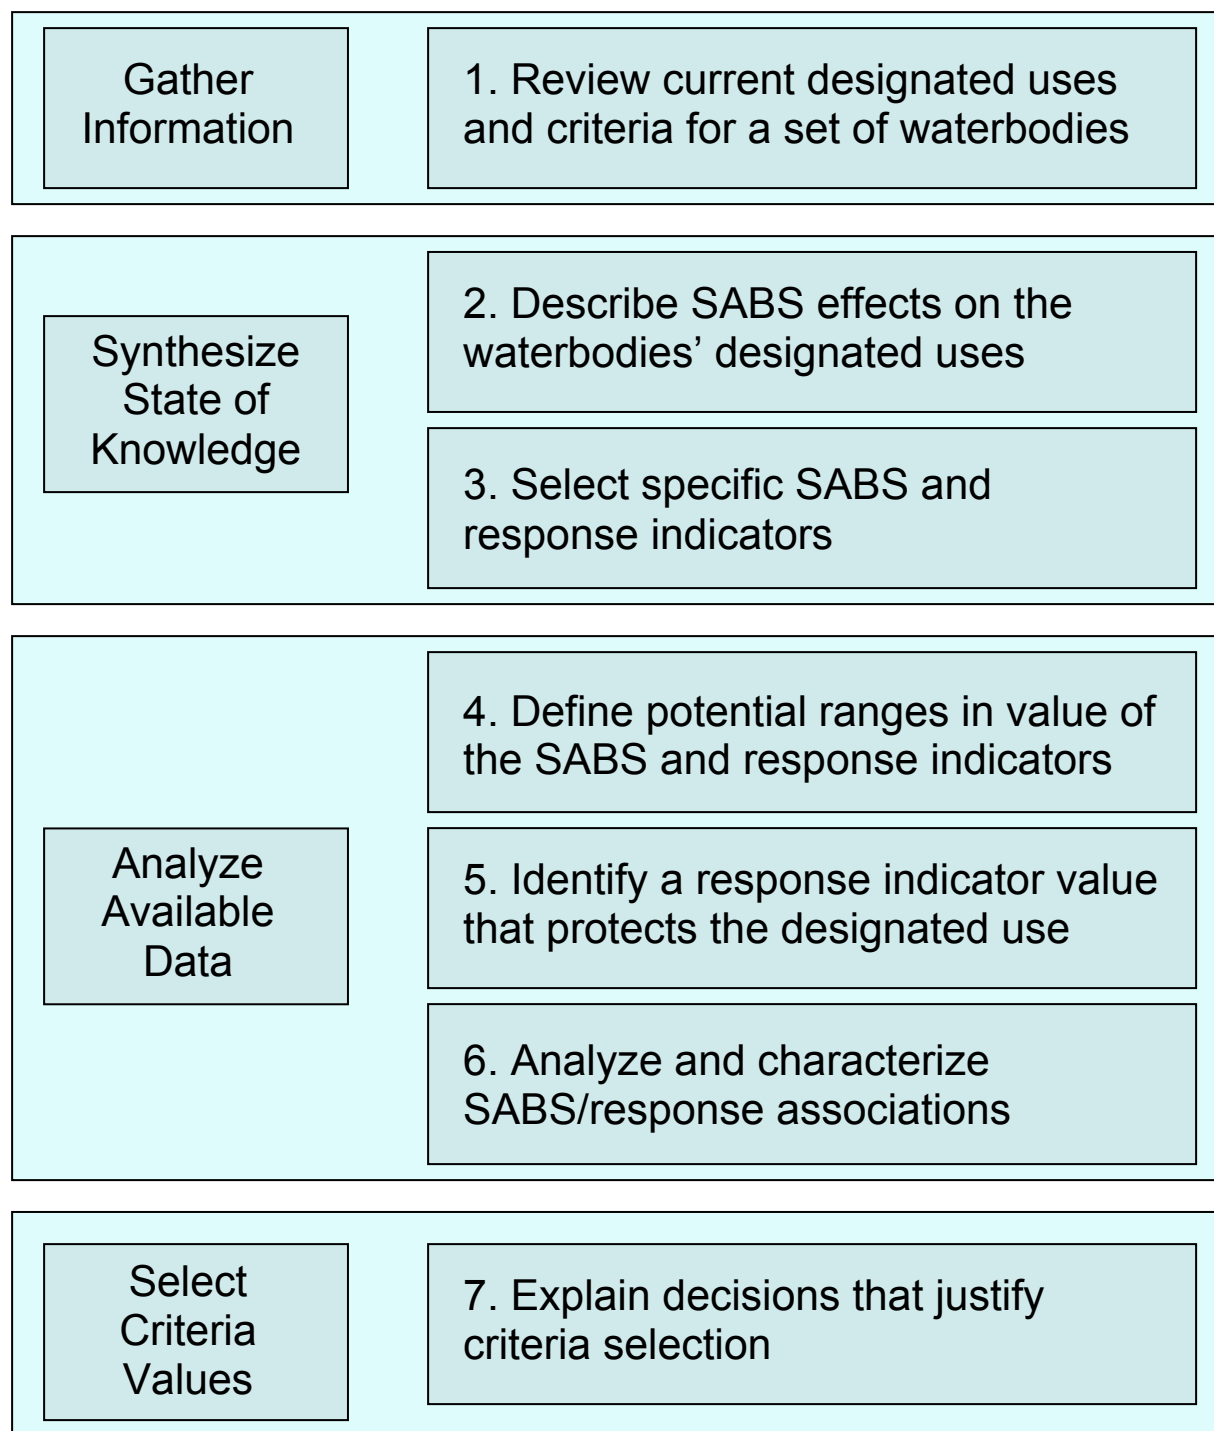 Gather
Information
1. Review current designated uses
and criteria for a set of waterbodies
Synthesize
State of
Knowledge
2. Describe SABS effects on the
waterbodies’ designated uses
3. Select specific SABS and
response indicators
Analyze
Available
Data
4. Define potential ranges in value of
the SABS and response indicators
5. Identify a response indicator value
that protects the designated use
6. Analyze and characterize
SABS/response associations
Select
Criteria
Values
7. Explain decisions that justify
criteria selection